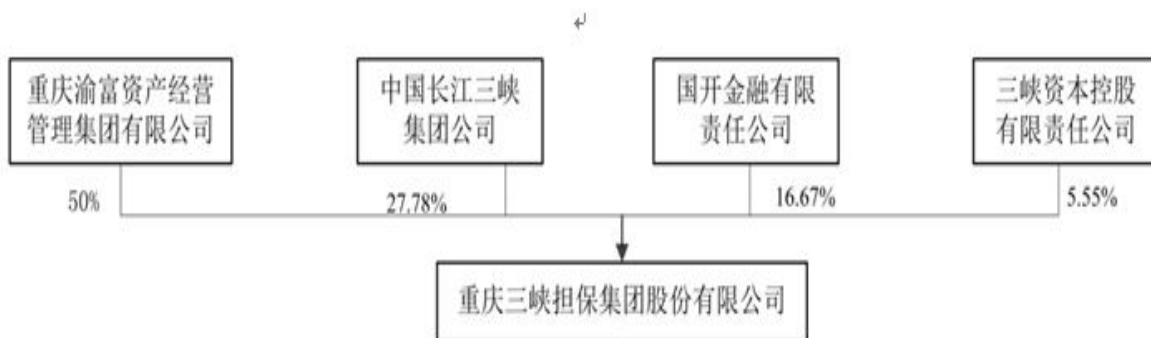 重庆渝富资产经营
管理集团有限公司
中国长江三峡
集团公司
国开金融有限
责任公司
三峡资本控股
有限责任公司
50%
27.78%
16.67%
5.55%
重庆三峡担保集团股份有限公司